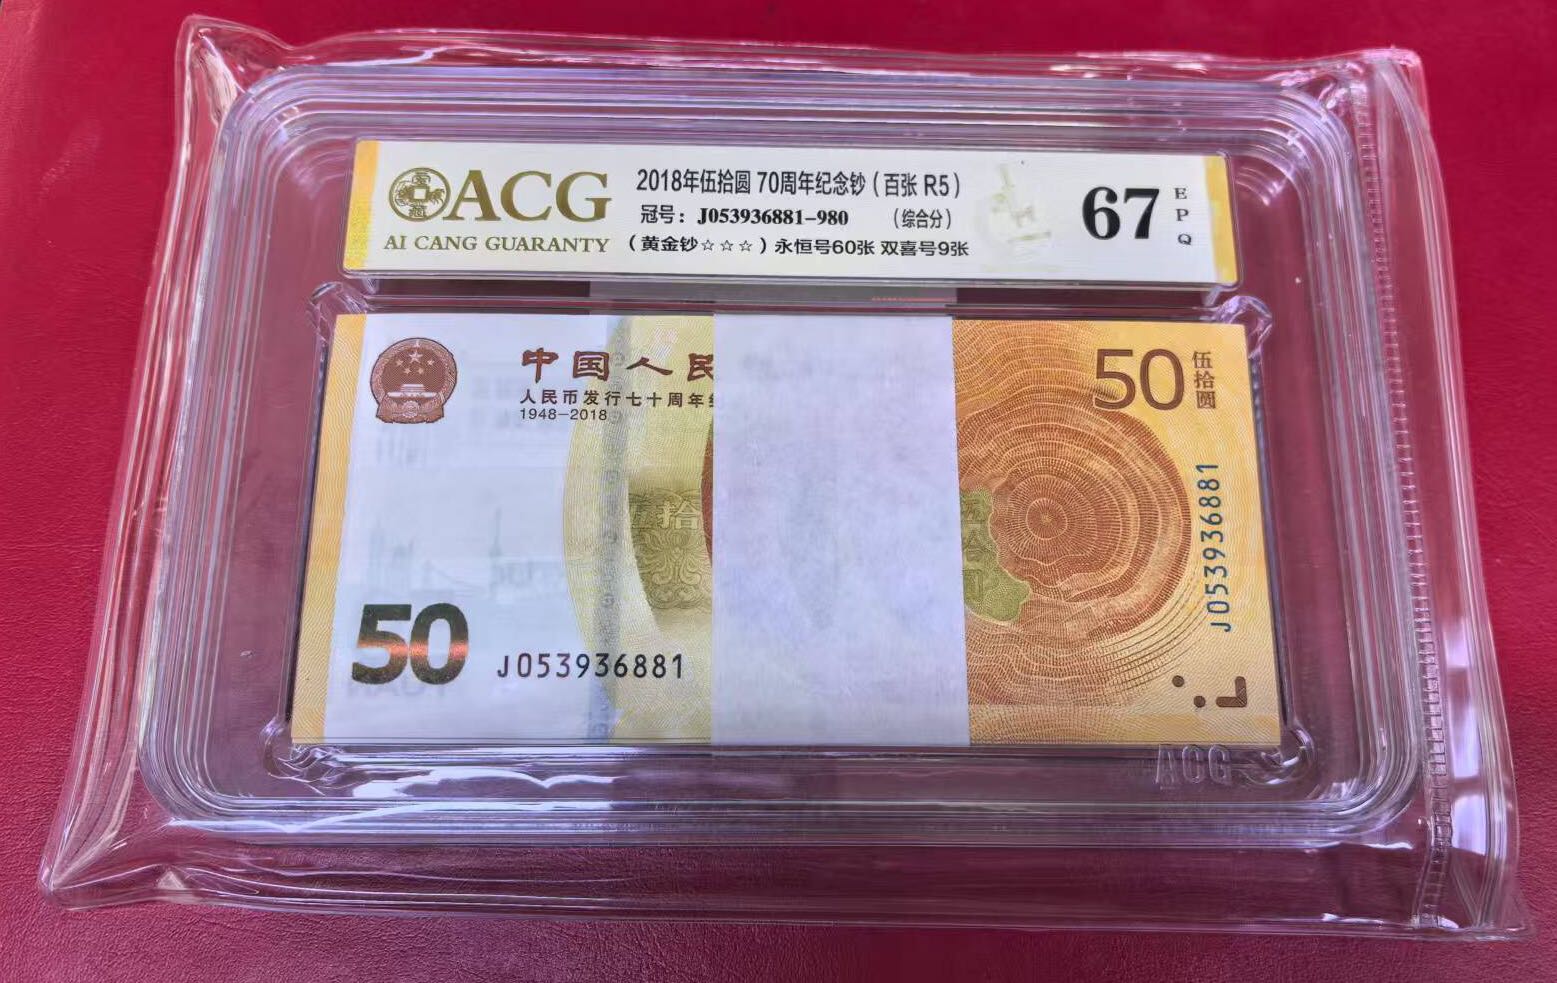 ACG
AI CANG GUARANTY
2018年伍拾圆 70周年纪念钞（百张 R5）
冠号：J053936881-980 （综合分）
（黄金钞☆☆☆）永恒号60张 双喜号9张
67
EPQ
中国人民
人民币发行七十周年
1948-2018
50
伍拾圆
伍拾
J053936881
50
J053936881
ACG